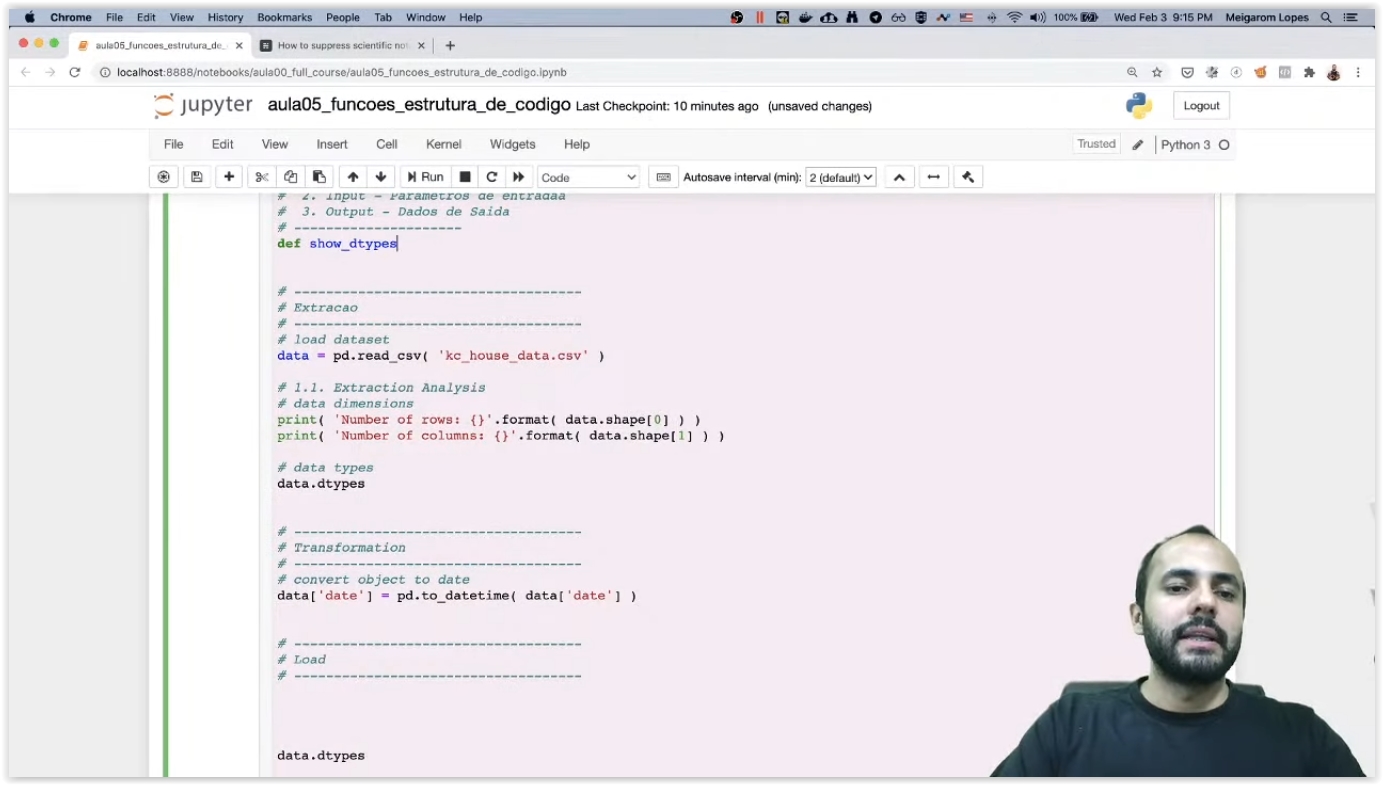 Chrome File Edit View History Bookmarks People Tab Window Help 100% Wed Feb 3 9:15 PM Meigarom Lopes
aula05_funcoes_estrutura_de_ How to suppress scientific not
localhost:8888/notebooks/aula00_full_course/aula05_funcoes_estrutura_de_codigo.ipynb
jupyter aula05_funcoes_estrutura_de_codigo Last Checkpoint: 10 minutes ago (unsaved changes) Logout
File Edit View Insert Cell Kernel Widgets Help Trusted Python 3
Run Code Autosave interval (min): 2 (default)
# 2. Input - Parametros de entradaa
# 3. Output - Dados de Saida
# ---------------------
def show_dtypes
# ------------------------------------
# Extracao
# ------------------------------------
# load dataset
data = pd.read_csv( 'kc_house_data.csv' )
# 1.1. Extraction Analysis
# data dimensions
print( 'Number of rows: {}'.format( data.shape[0] ) )
print( 'Number of columns: {}'.format( data.shape[1] ) )
# data types
data.dtypes
# ------------------------------------
# Transformation
# ------------------------------------
# convert object to date
data['date'] = pd.to_datetime( data['date'] )
# ------------------------------------
# Load
# ------------------------------------
data.dtypes